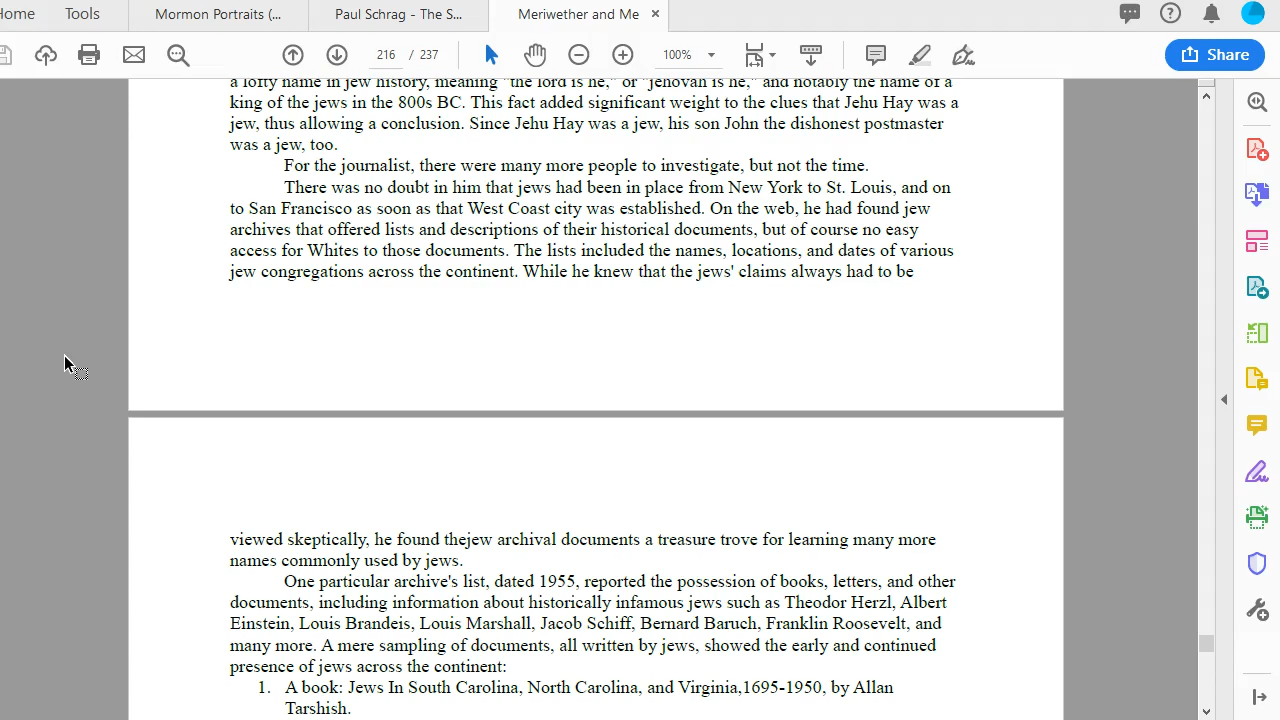 Home
Tools
Mormon Portraits (...
Paul Schrag - The S...
Meriwether and Me ×
216 / 237
100%
Share
a lofty name in jew history, meaning "the lord is he," or "jehovah is he," and notably the name of a
king of the jews in the 800s BC. This fact added significant weight to the clues that Jehu Hay was a
jew, thus allowing a conclusion. Since Jehu Hay was a jew, his son John the dishonest postmaster
was a jew, too.
For the journalist, there were many more people to investigate, but not the time.
There was no doubt in him that jews had been in place from New York to St. Louis, and on
to San Francisco as soon as that West Coast city was established. On the web, he had found jew
archives that offered lists and descriptions of their historical documents, but of course no easy
access for Whites to those documents. The lists included the names, locations, and dates of various
jew congregations across the continent. While he knew that the jews' claims always had to be
viewed skeptically, he found thejew archival documents a treasure trove for learning many more
names commonly used by jews.
One particular archive's list, dated 1955, reported the possession of books, letters, and other
documents, including information about historically infamous jews such as Theodor Herzl, Albert
Einstein, Louis Brandeis, Louis Marshall, Jacob Schiff, Bernard Baruch, Franklin Roosevelt, and
many more. A mere sampling of documents, all written by jews, showed the early and continued
presence of jews across the continent:
1. A book: Jews In South Carolina, North Carolina, and Virginia,1695-1950, by Allan
Tarshish.